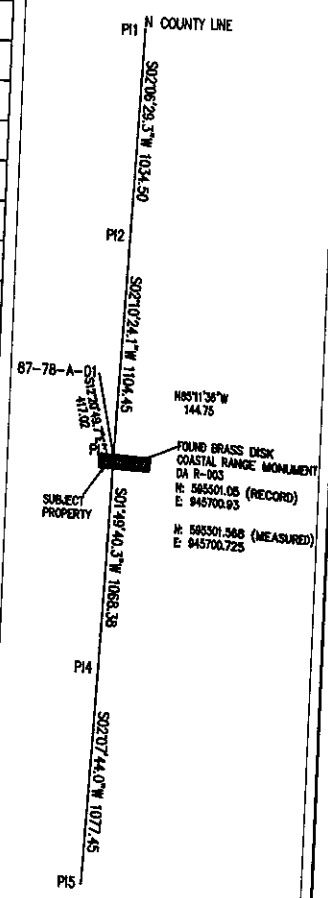 PI1 N COUNTY LINE
S02°06'29.3"W 1034.50
PI2
S02°10'24.1"W 1104.45
87-78-A-01
417.02
N85°11'36"W
144.75
FOUND BRASS DISK
COASTAL RANGE MONUMENT
DA R-003
N: 595501.05 (RECORD)
E: 945700.93
N: 595501.566 (MEASURED)
E: 945700.725
SUBJECT
PROPERTY
S01°49'40.3"W 1068.38
PI4
S02°07'44.0"W 1077.45
PI5